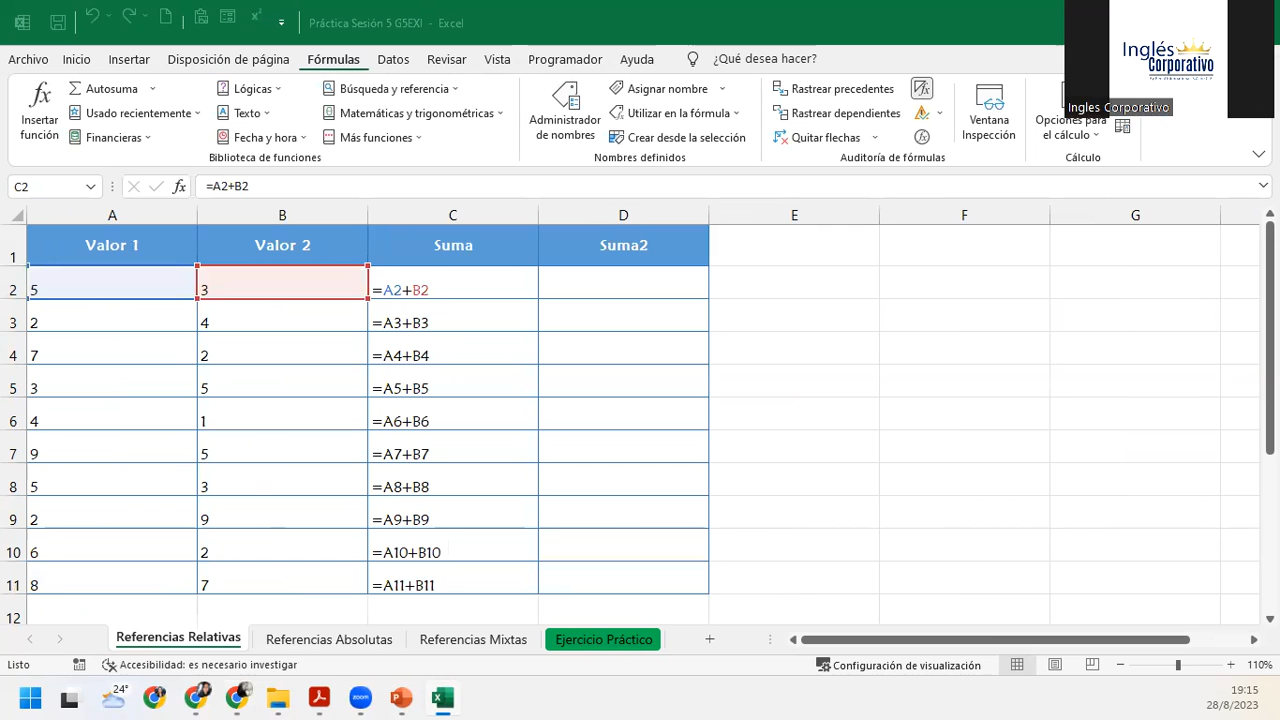 Práctica Sesión 5 G5EXI - Excel
Archivo Inicio Insertar Disposición de página Fórmulas Datos Revisar Vista Programador Ayuda ¿Qué desea hacer?
Inglés
Corporativo
Ingles Corporativo
fx
Insertar
función
Autosuma
Usado recientemente
Financieras
Lógicas
Texto
Fecha y hora
Búsqueda y referencia
Matemáticas y trigonométricas
Más funciones
Biblioteca de funciones
Administrador
de nombres
Asignar nombre
Utilizar en la fórmula
Crear desde la selección
Nombres definidos
Rastrear precedentes
Rastrear dependientes
Quitar flechas
Auditoría de fórmulas
Ventana
Inspección
Opciones para
el cálculo
Cálculo
C2 fx =A2+B2
A B C D E F G
1 Valor 1 Valor 2 Suma Suma2
2 5 3 =A2+B2
3 2 4 =A3+B3
4 7 2 =A4+B4
5 3 5 =A5+B5
6 4 1 =A6+B6
7 9 5 =A7+B7
8 5 3 =A8+B8
9 2 9 =A9+B9
10 6 2 =A10+B10
11 8 7 =A11+B11
12
Referencias Relativas Referencias Absolutas Referencias Mixtas Ejercicio Práctico
Listo Accesibilidad: es necesario investigar Configuración de visualización 110%
24°
19:15
28/8/2023